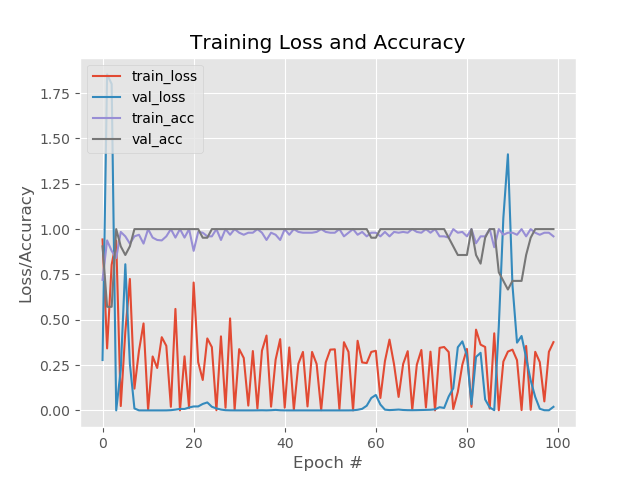 Training Loss and Accuracy
train_loss
val_loss
train_acc
val_acc
1.75
1.50
1.25
1.00
0.75
0.50
0.25
0.00
Loss/Accuracy
0 20 40 60 80 100
Epoch #